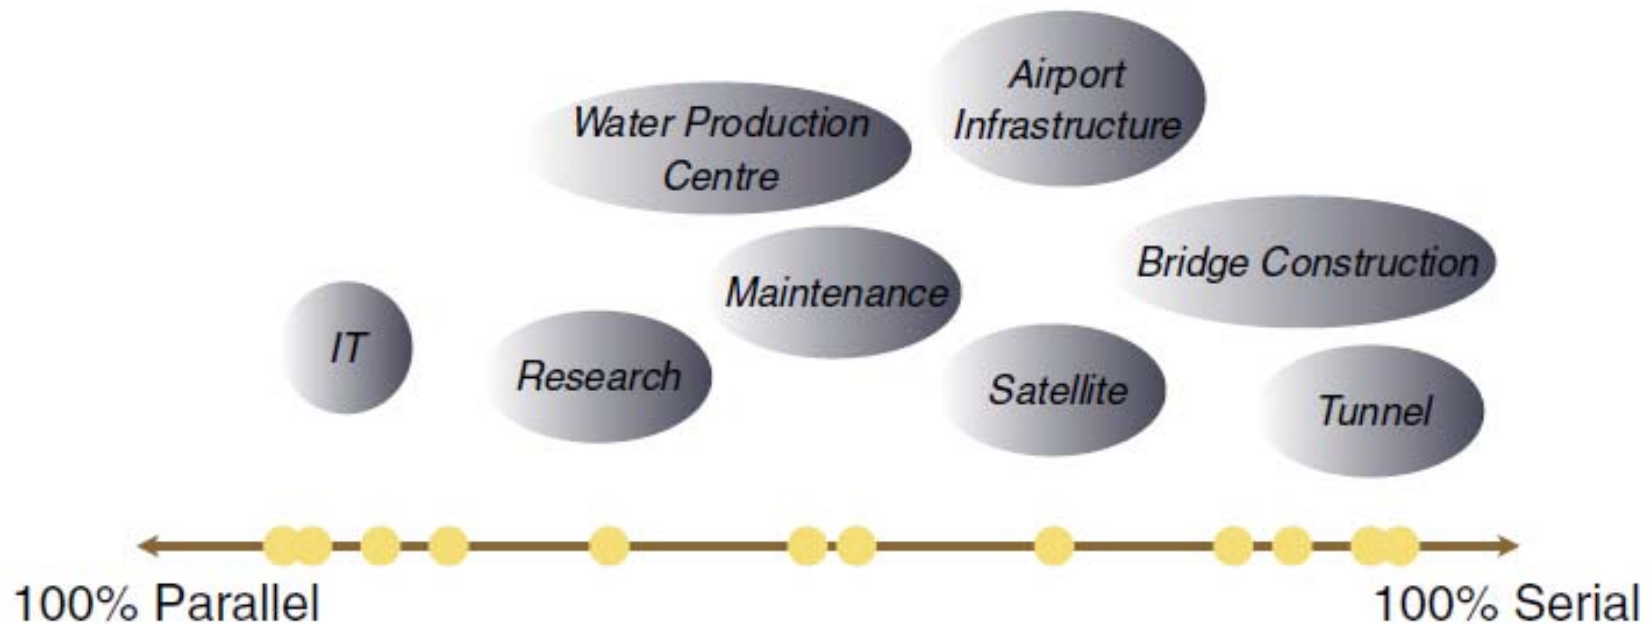 Airport
Infrastructure
Water Production
Centre
Bridge Construction
Maintenance
IT
Research
Satellite
Tunnel
100% Parallel
100% Serial